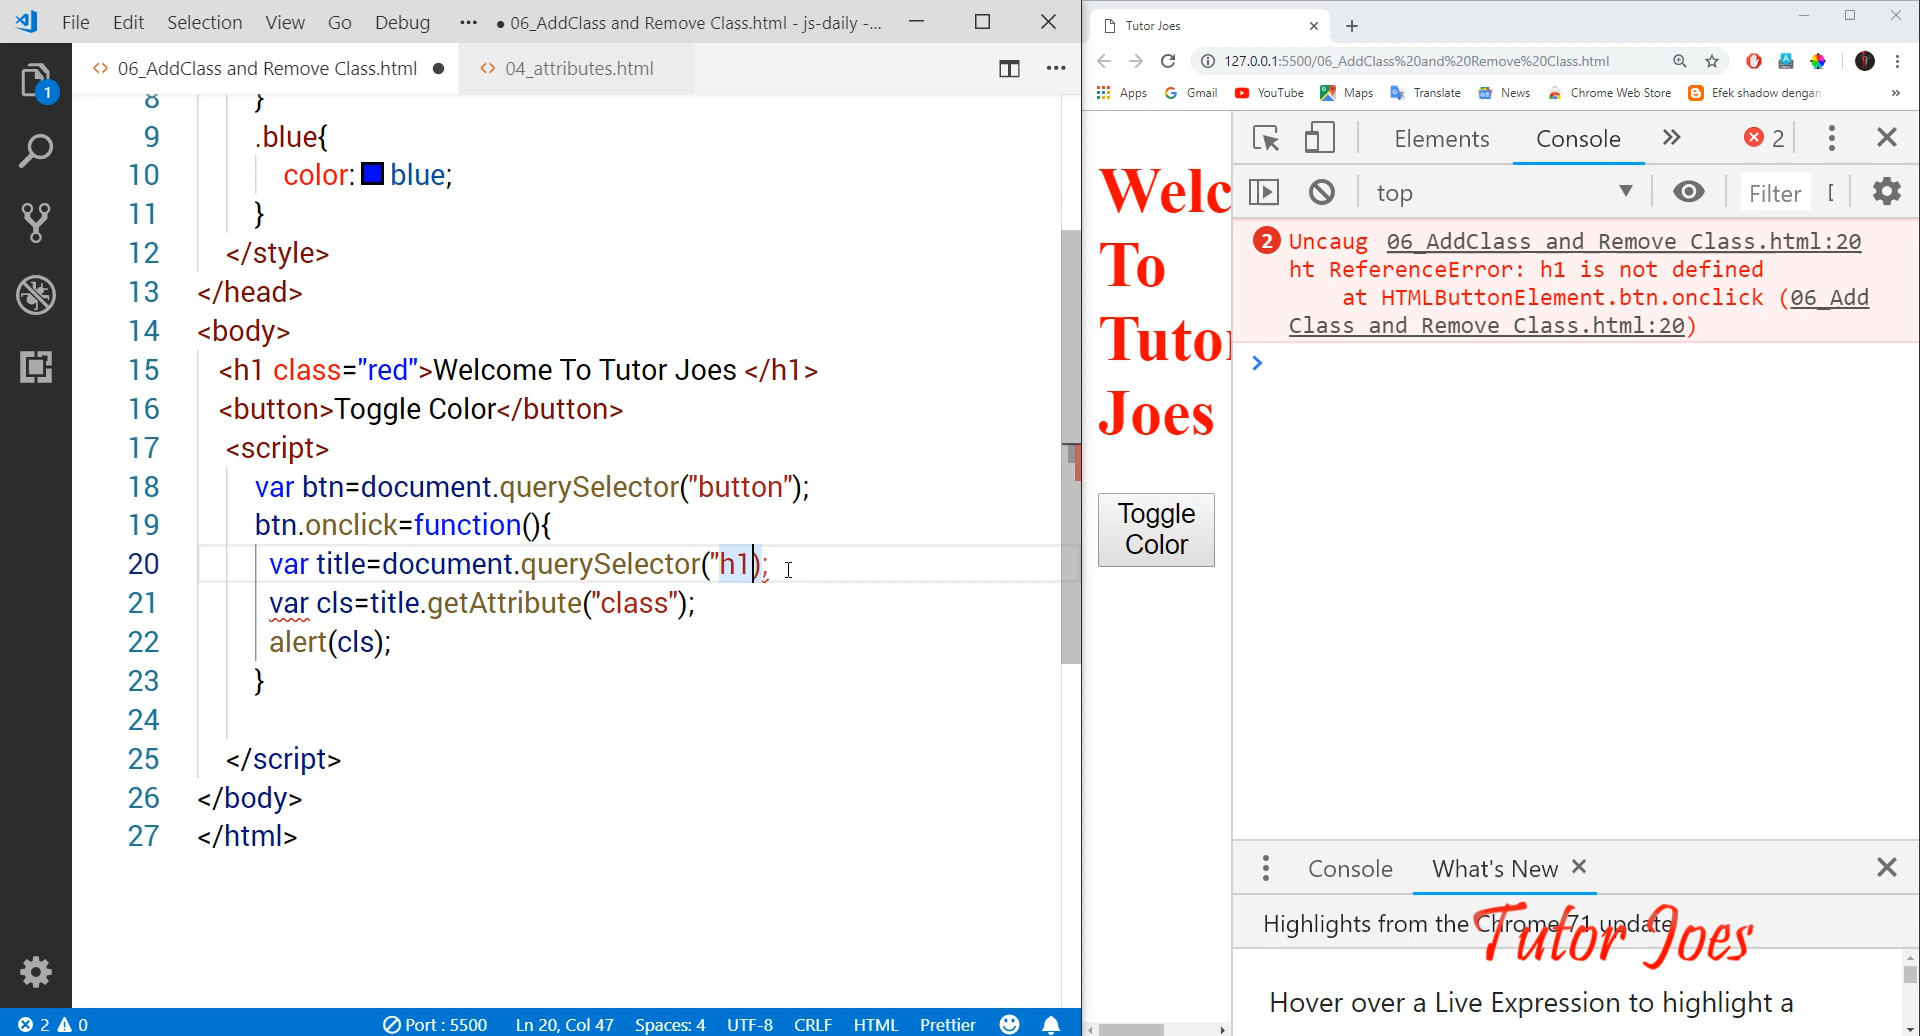 File Edit Selection View Go Debug ••• ● 06_AddClass and Remove Class.html - js-daily -...
<> 06_AddClass and Remove Class.html ● <> 04_attributes.html
1
8 }
9 .blue{
10 color: blue;
11 }
12 </style>
13 </head>
14 <body>
15 <h1 class="red">Welcome To Tutor Joes </h1>
16 <button>Toggle Color</button>
17 <script>
18 var btn=document.querySelector("button");
19 btn.onclick=function(){
20 var title=document.querySelector("h1);
21 var cls=title.getAttribute("class");
22 alert(cls);
23 }
24
25 </script>
26 </body>
27 </html>
2 0 Port : 5500 Ln 20, Col 47 Spaces: 4 UTF-8 CRLF HTML Prettier
Tutor Joes
127.0.0.1:5500/06_AddClass%20and%20Remove%20Class.html
Apps Gmail YouTube Maps Translate News Chrome Web Store Efek shadow dengan »
Welc
To
Tutor
Joes
Toggle
Color
Elements Console » 2
top Filter
2 Uncaug 06_AddClass and Remove Class.html:20
ht ReferenceError: h1 is not defined
at HTMLButtonElement.btn.onclick (06_Add
Class and Remove Class.html:20)
>
Console What's New
Highlights from the Chrome 71 update
Tutor Joes
Hover over a Live Expression to highlight a